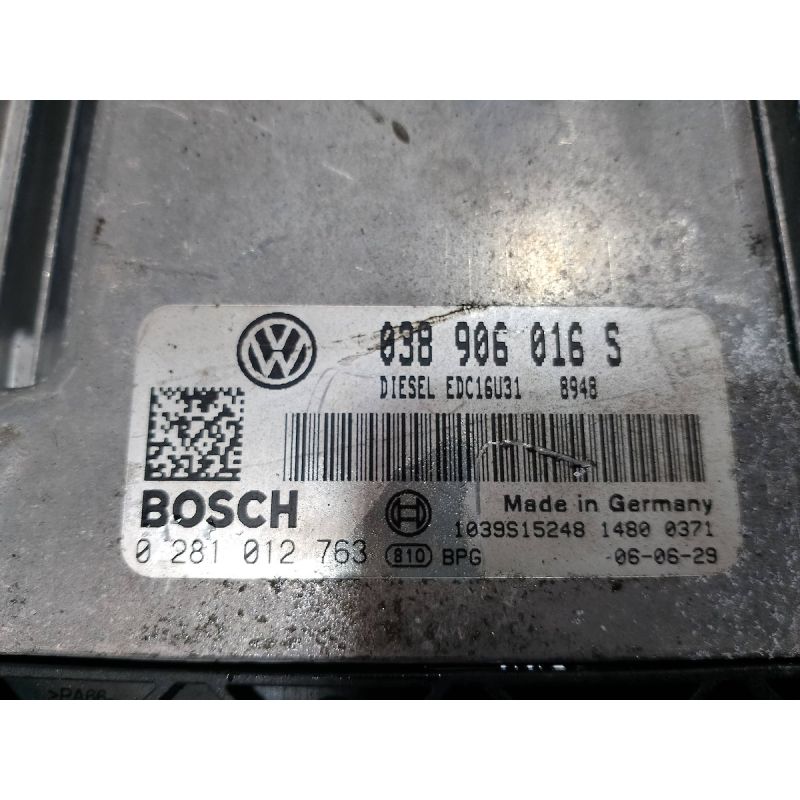 038 906 016 S
DIESEL EDC16U31 8948
BOSCH
Made in Germany
1039S15248 1480 0371
0 281 012 763 810 BPG 06-06-29
>PA66